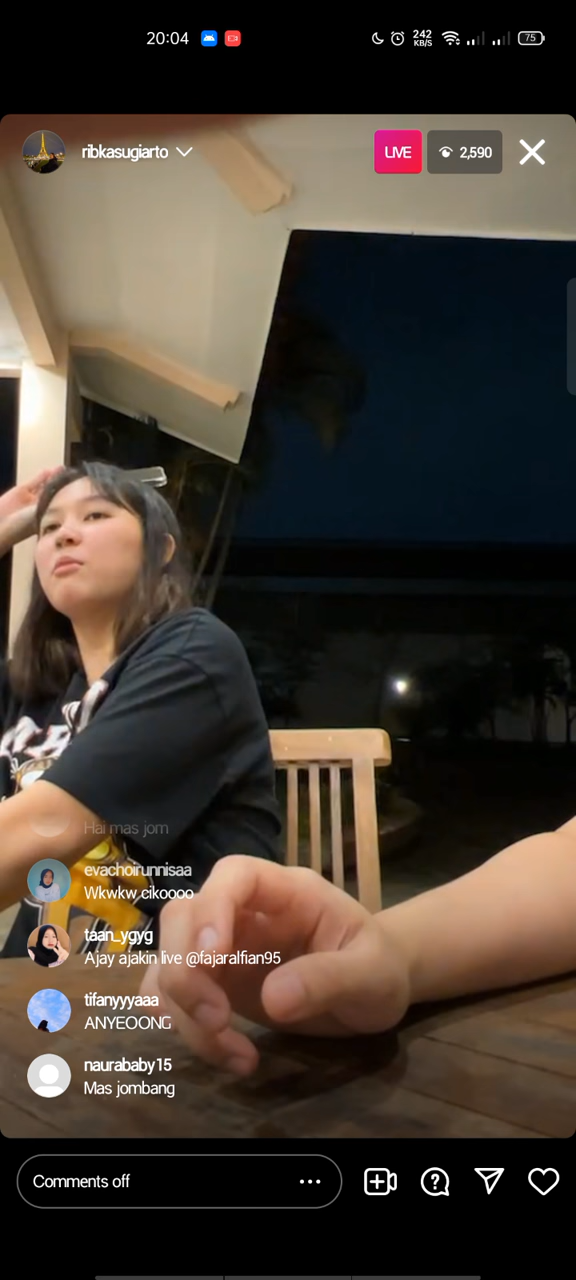 20:04
242
KB/S
75
ribkasugiarto
LIVE
2,590
Hai mas jom
evachoirunnisaa
Wkwkw cikoooo
taan_ygyg
Ajay ajakin live @fajaralfian95
tifanyyyaaa
ANYEOONG
naurababy15
Mas jombang
Comments off